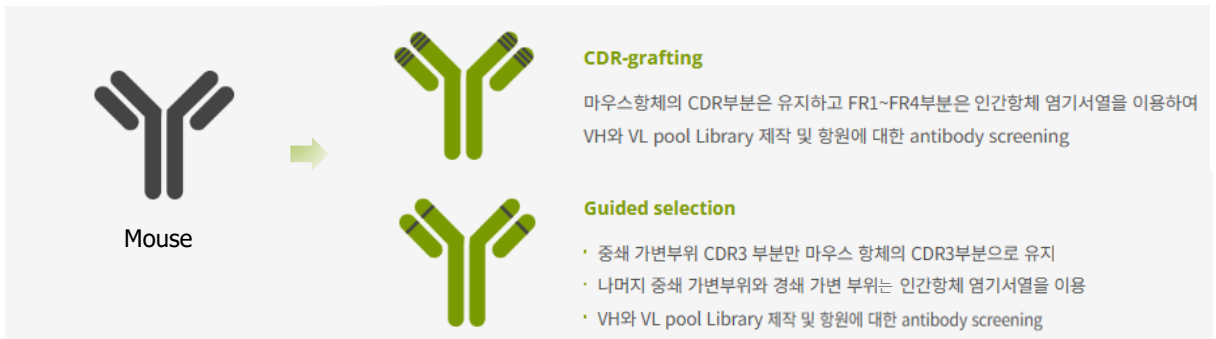 Mouse
CDR-grafting
마우스항체의 CDR부분은 유지하고 FR1~FR4부분은 인간항체 염기서열을 이용하여
VH와 VL pool Library 제작 및 항원에 대한 antibody screening
Guided selection
· 중쇄 가변부위 CDR3 부분만 마우스 항체의 CDR3부분으로 유지
· 나머지 중쇄 가변부위와 경쇄 가변 부위는 인간항체 염기서열을 이용
· VH와 VL pool Library 제작 및 항원에 대한 antibody screening